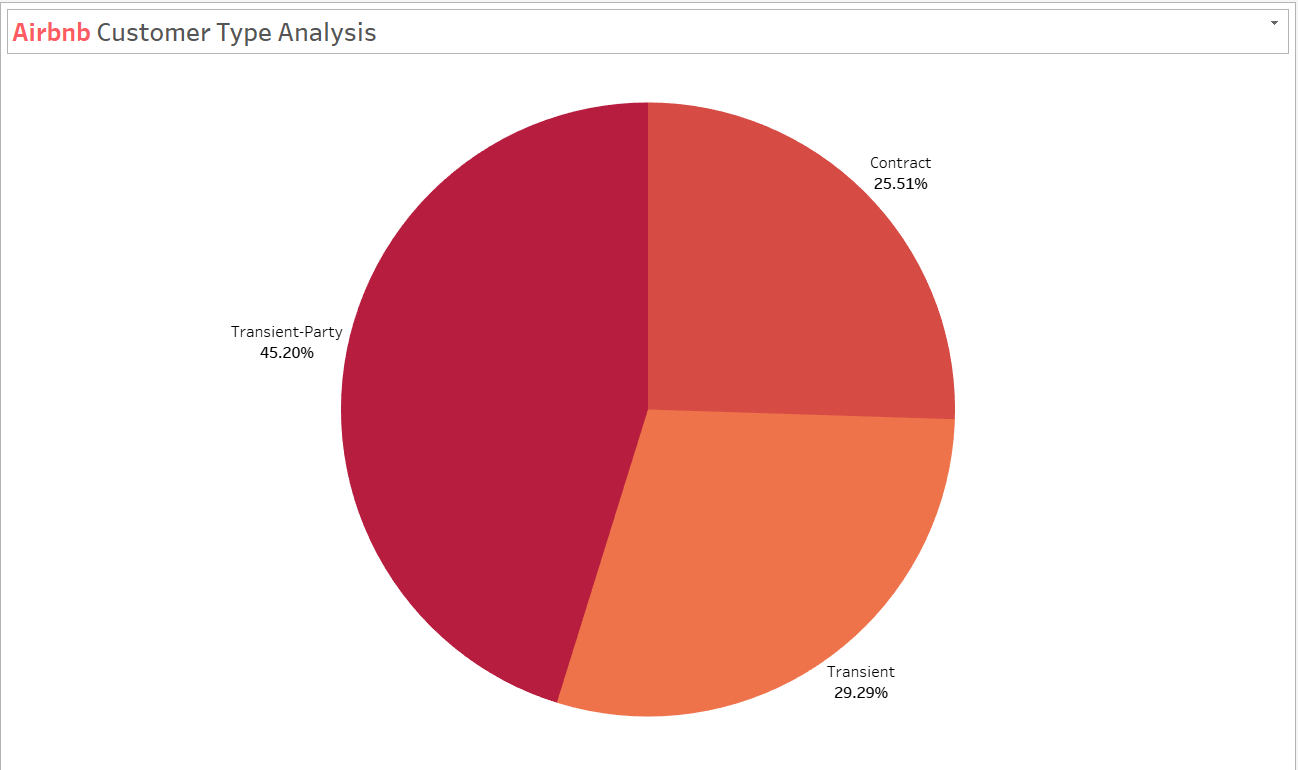 Airbnb Customer Type Analysis
Contract
25.51%
Transient-Party
45.20%
Transient
29.29%